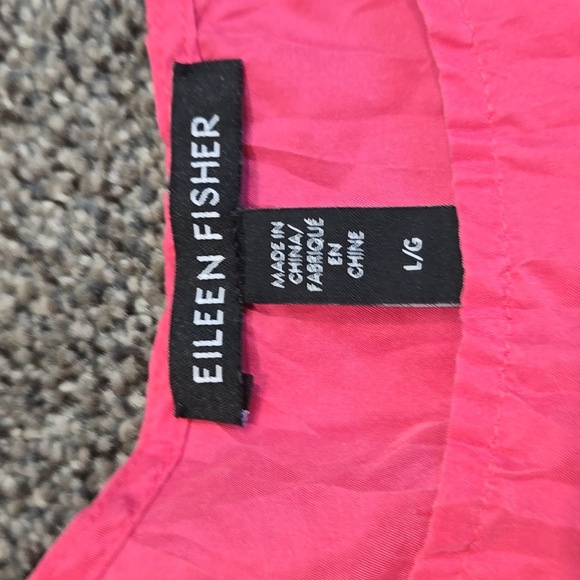 EILEEN FISHER
MADE IN
CHINA/
FABRIQUÉ
EN
CHINE
L/G